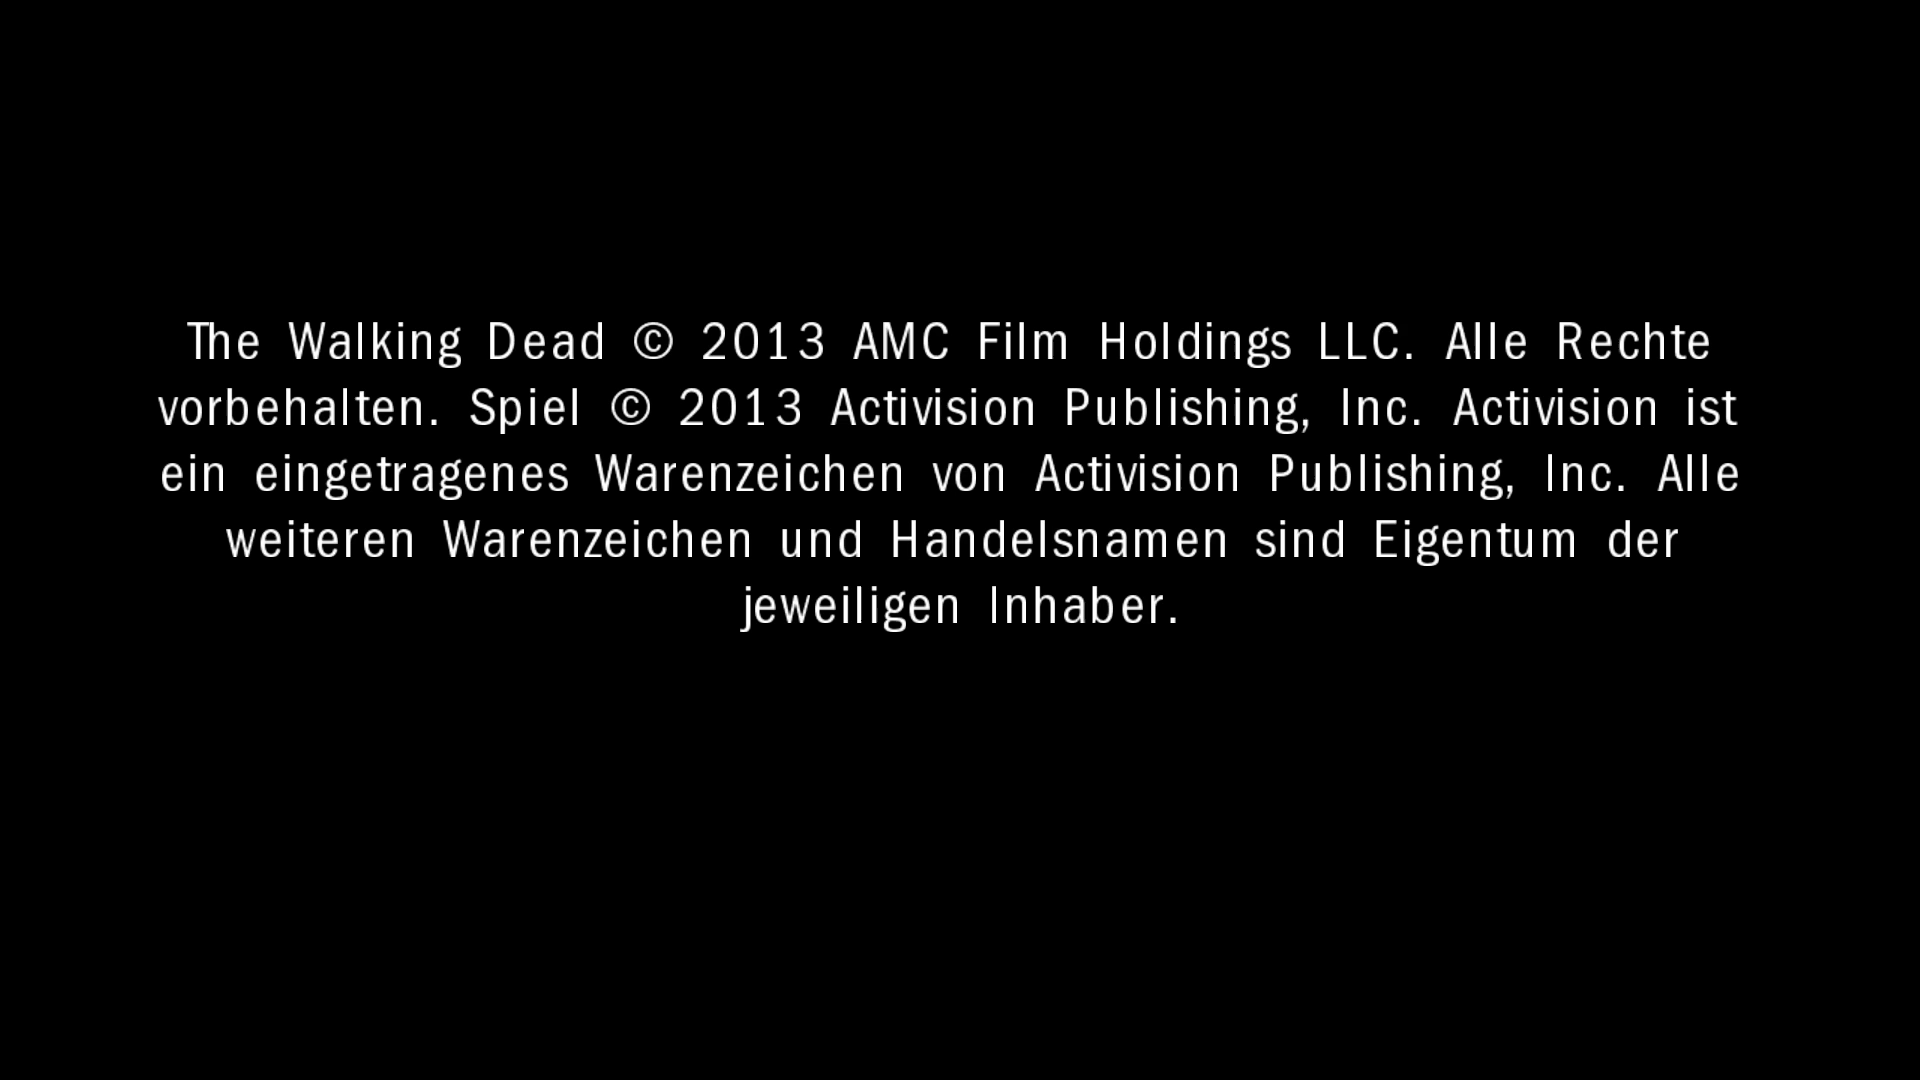 The Walking Dead © 2013 AMC Film Holdings LLC. Alle Rechte
vorbehalten. Spiel © 2013 Activision Publishing, Inc. Activision ist
ein eingetragenes Warenzeichen von Activision Publishing, Inc. Alle
weiteren Warenzeichen und Handelsnamen sind Eigentum der
jeweiligen Inhaber.